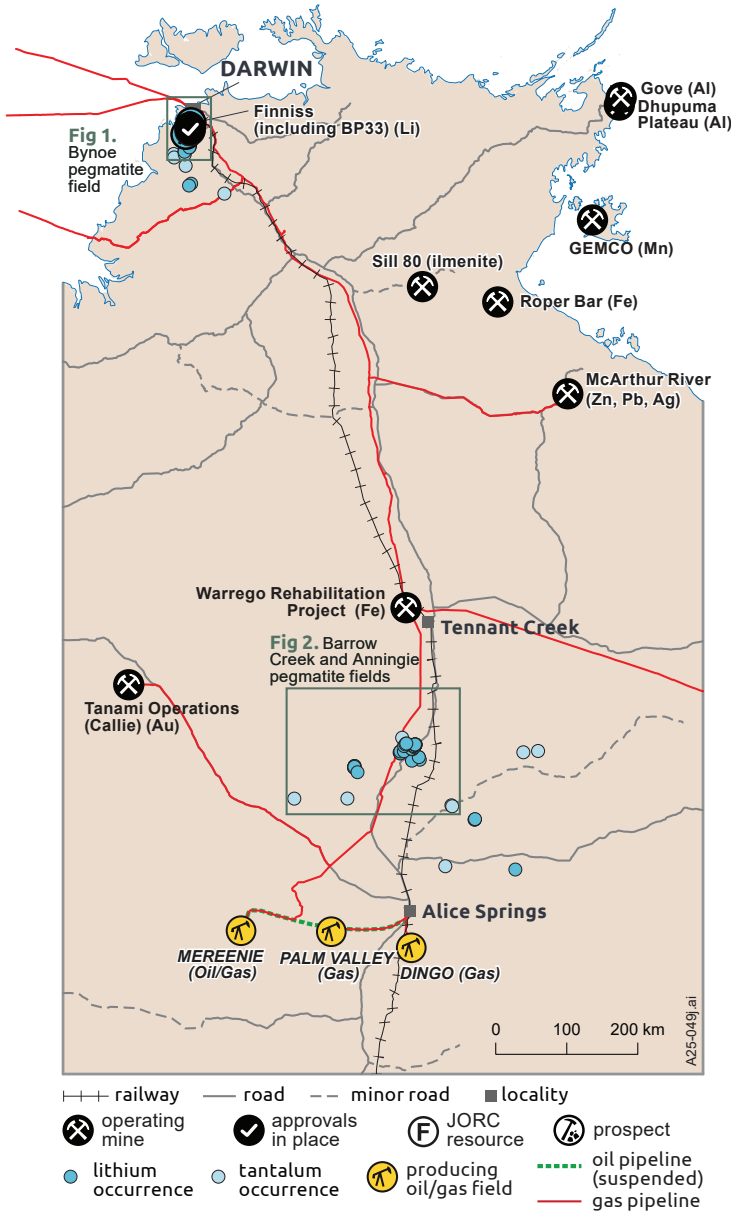 DARWIN
Finniss
(including BP33) (Li)
Fig 1.
Bynoe
pegmatite
field
Gove (Al)
Dhupuma
Plateau (Al)
GEMCO (Mn)
Sill 80 (ilmenite)
Roper Bar (Fe)
McArthur River
(Zn, Pb, Ag)
Warrego Rehabilitation
Project (Fe)
Tennant Creek
Fig 2. Barrow
Creek and Anningie
pegmatite fields
Tanami Operations
(Callie) (Au)
Alice Springs
MEREENIE
(Oil/Gas)
PALM VALLEY
(Gas)
DINGO (Gas)
0 100 200 km
A25-049j.ai
railway road minor road locality
operating
mine
approvals
in place
F
JORC
resource
prospect
lithium
occurrence
tantalum
occurrence
producing
oil/gas field
oil pipeline
(suspended)
gas pipeline